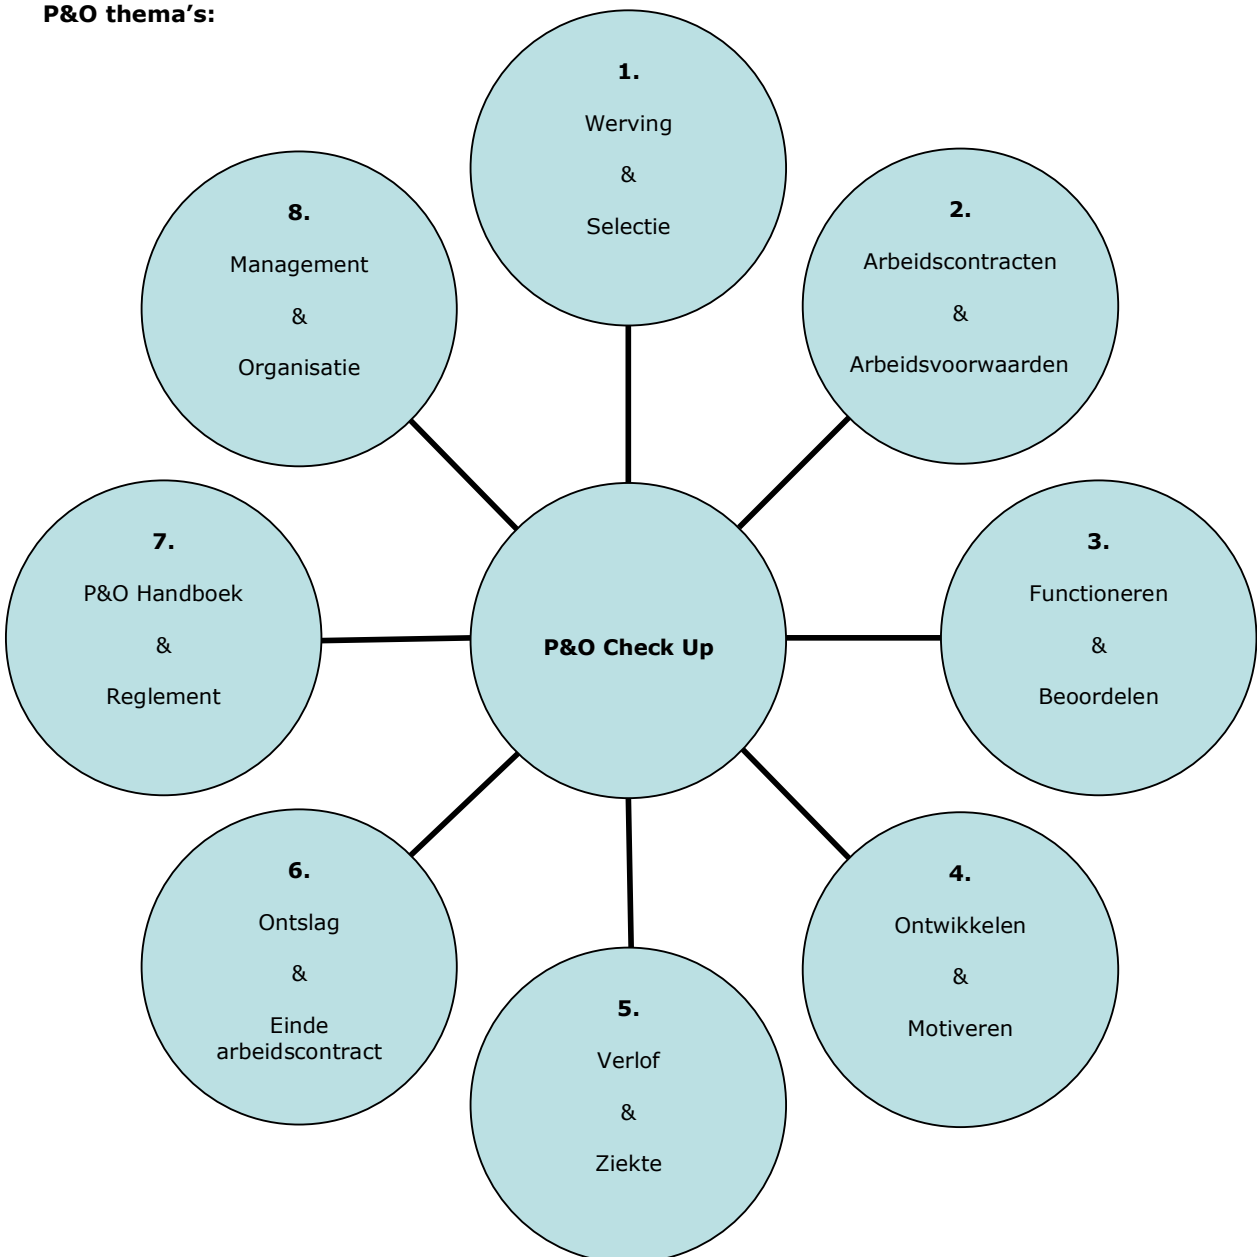 P&O thema's:
1.
Werving
&
Selectie
2.
Arbeidscontracten
&
Arbeidsvoorwaarden
3.
Functioneren
&
Beoordelen
4.
Ontwikkelen
&
Motiveren
5.
Verlof
&
Ziekte
6.
Ontslag
&
Einde
arbeidscontract
7.
P&O Handboek
&
Reglement
8.
Management
&
Organisatie
P&O Check Up